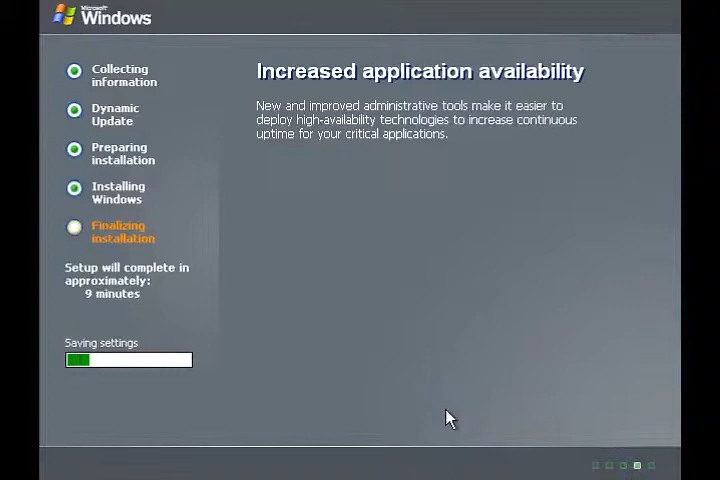 Microsoft
Windows
Collecting
information
Dynamic
Update
Preparing
installation
Installing
Windows
Finalizing
installation
Setup will complete in
approximately:
9 minutes
Saving settings
Increased application availability
New and improved administrative tools make it easier to
deploy high-availability technologies to increase continuous
uptime for your critical applications.